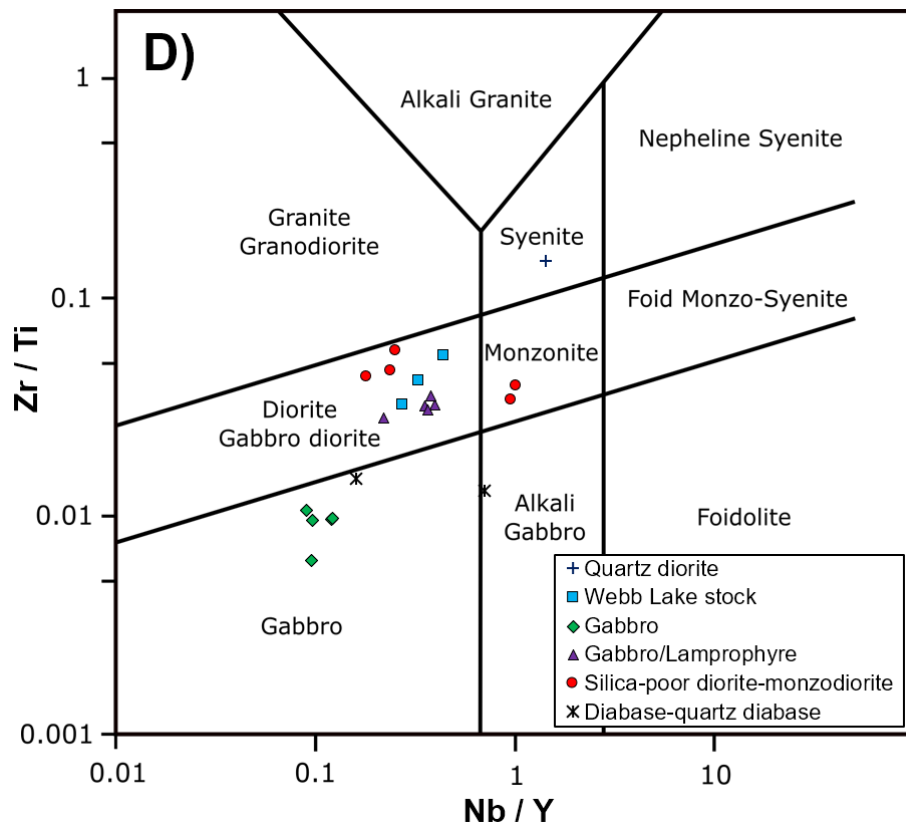 D)
1
Alkali Granite
Nepheline Syenite
Granite
Granodiorite
Syenite
0.1
Foid Monzo-Syenite
Zr / Ti
Monzonite
Diorite
Gabbro diorite
0.01
Alkali
Gabbro
Foidolite
Gabbro
Quartz diorite
Webb Lake stock
Gabbro
Gabbro/Lamprophyre
Silica-poor diorite-monzodiorite
Diabase-quartz diabase
0.001
0.01
0.1
1
10
Nb / Y